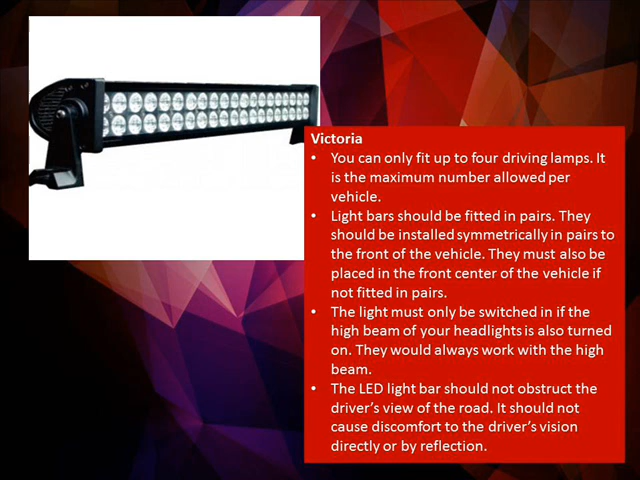 Victoria
• You can only fit up to four driving lamps. It
is the maximum number allowed per
vehicle.
• Light bars should be fitted in pairs. They
should be installed symmetrically in pairs to
the front of the vehicle. They must also be
placed in the front center of the vehicle if
not fitted in pairs.
• The light must only be switched in if the
high beam of your headlights is also turned
on. They would always work with the high
beam.
• The LED light bar should not obstruct the
driver's view of the road. It should not
cause discomfort to the driver's vision
directly or by reflection.